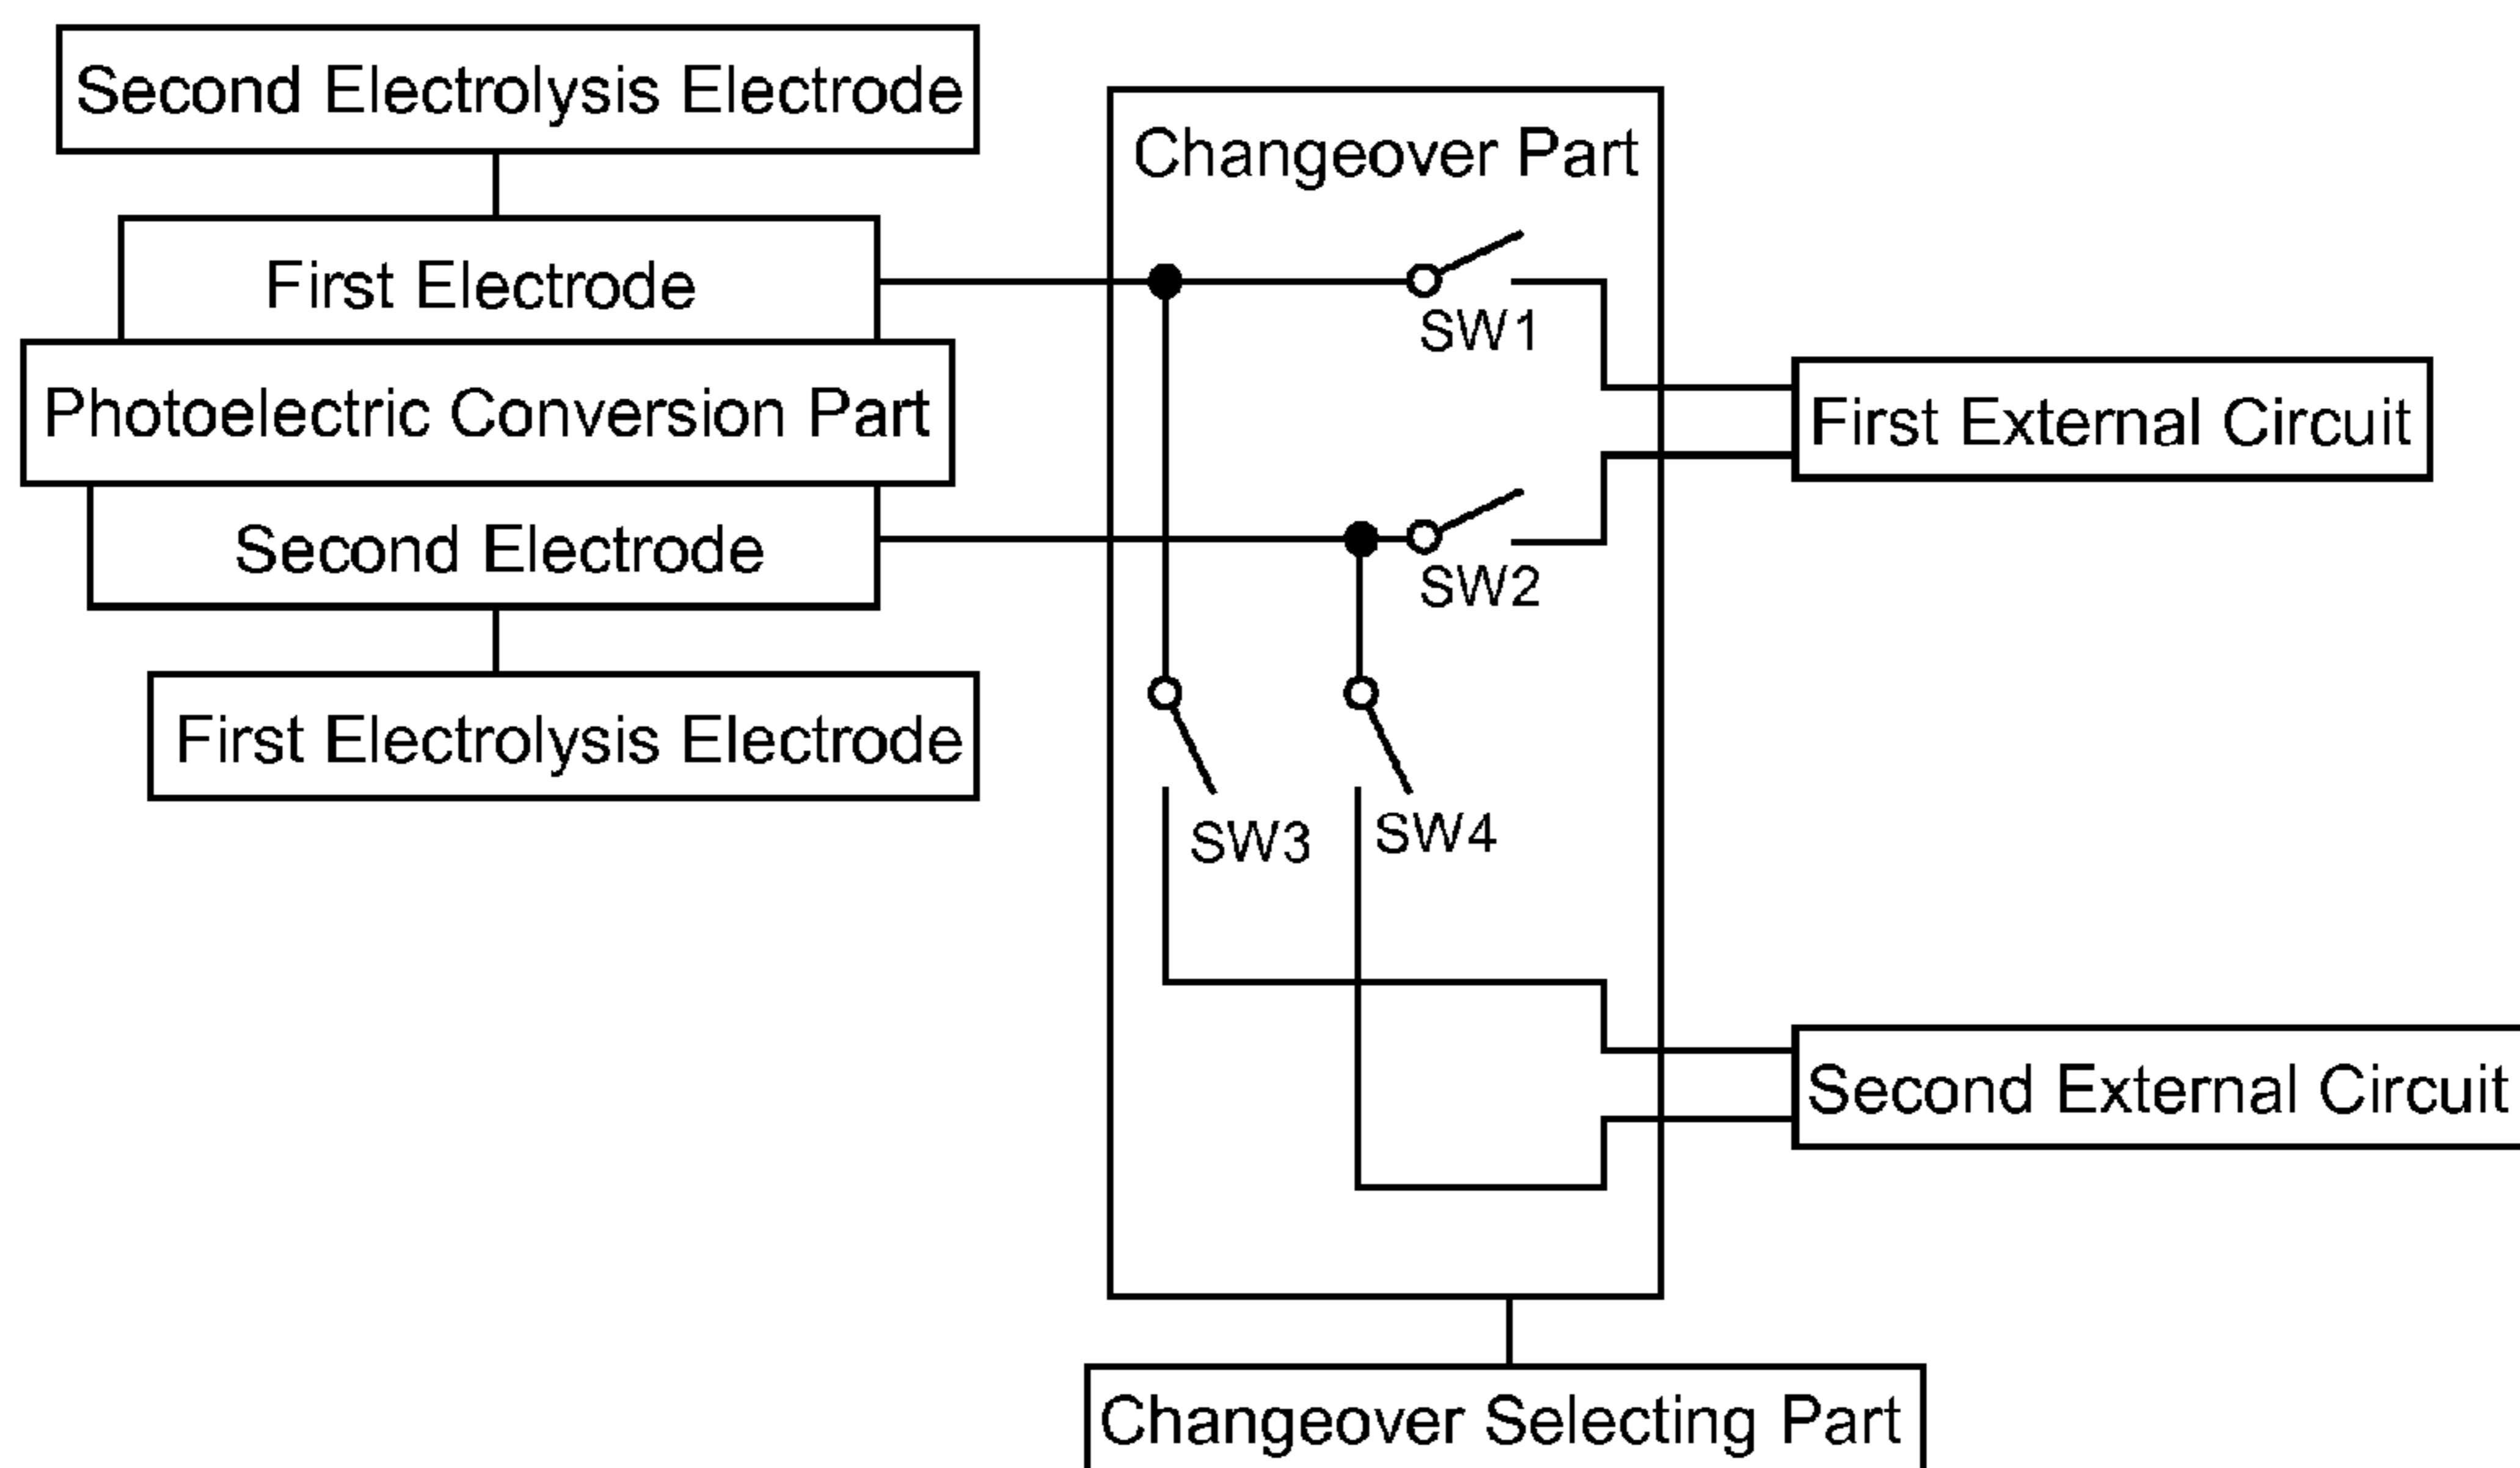 Second Electrolysis Electrode
First Electrode
Photoelectric Conversion Part
Second Electrode
First Electrolysis Electrode
Changeover Part
SW1
SW2
SW3
SW4
First External Circuit
Second External Circuit
Changeover Selecting Part